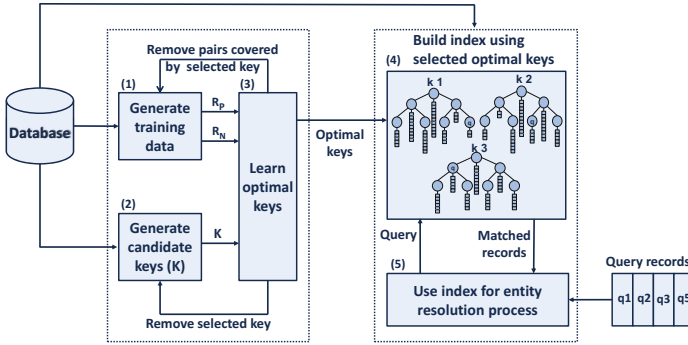 Remove pairs covered
by selected key
(1)
Generate
training
data
R_P
R_N
(3)
Learn
optimal
keys
Database
(2)
Generate
candidate
keys (K)
K
Remove selected key
Optimal
keys
Build index using
selected optimal keys
(4)
k 1
k 2
q
q
k 3
q
Query
Matched
records
(5)
Use index for entity
resolution process
Query records
q1 q2 q3 q5